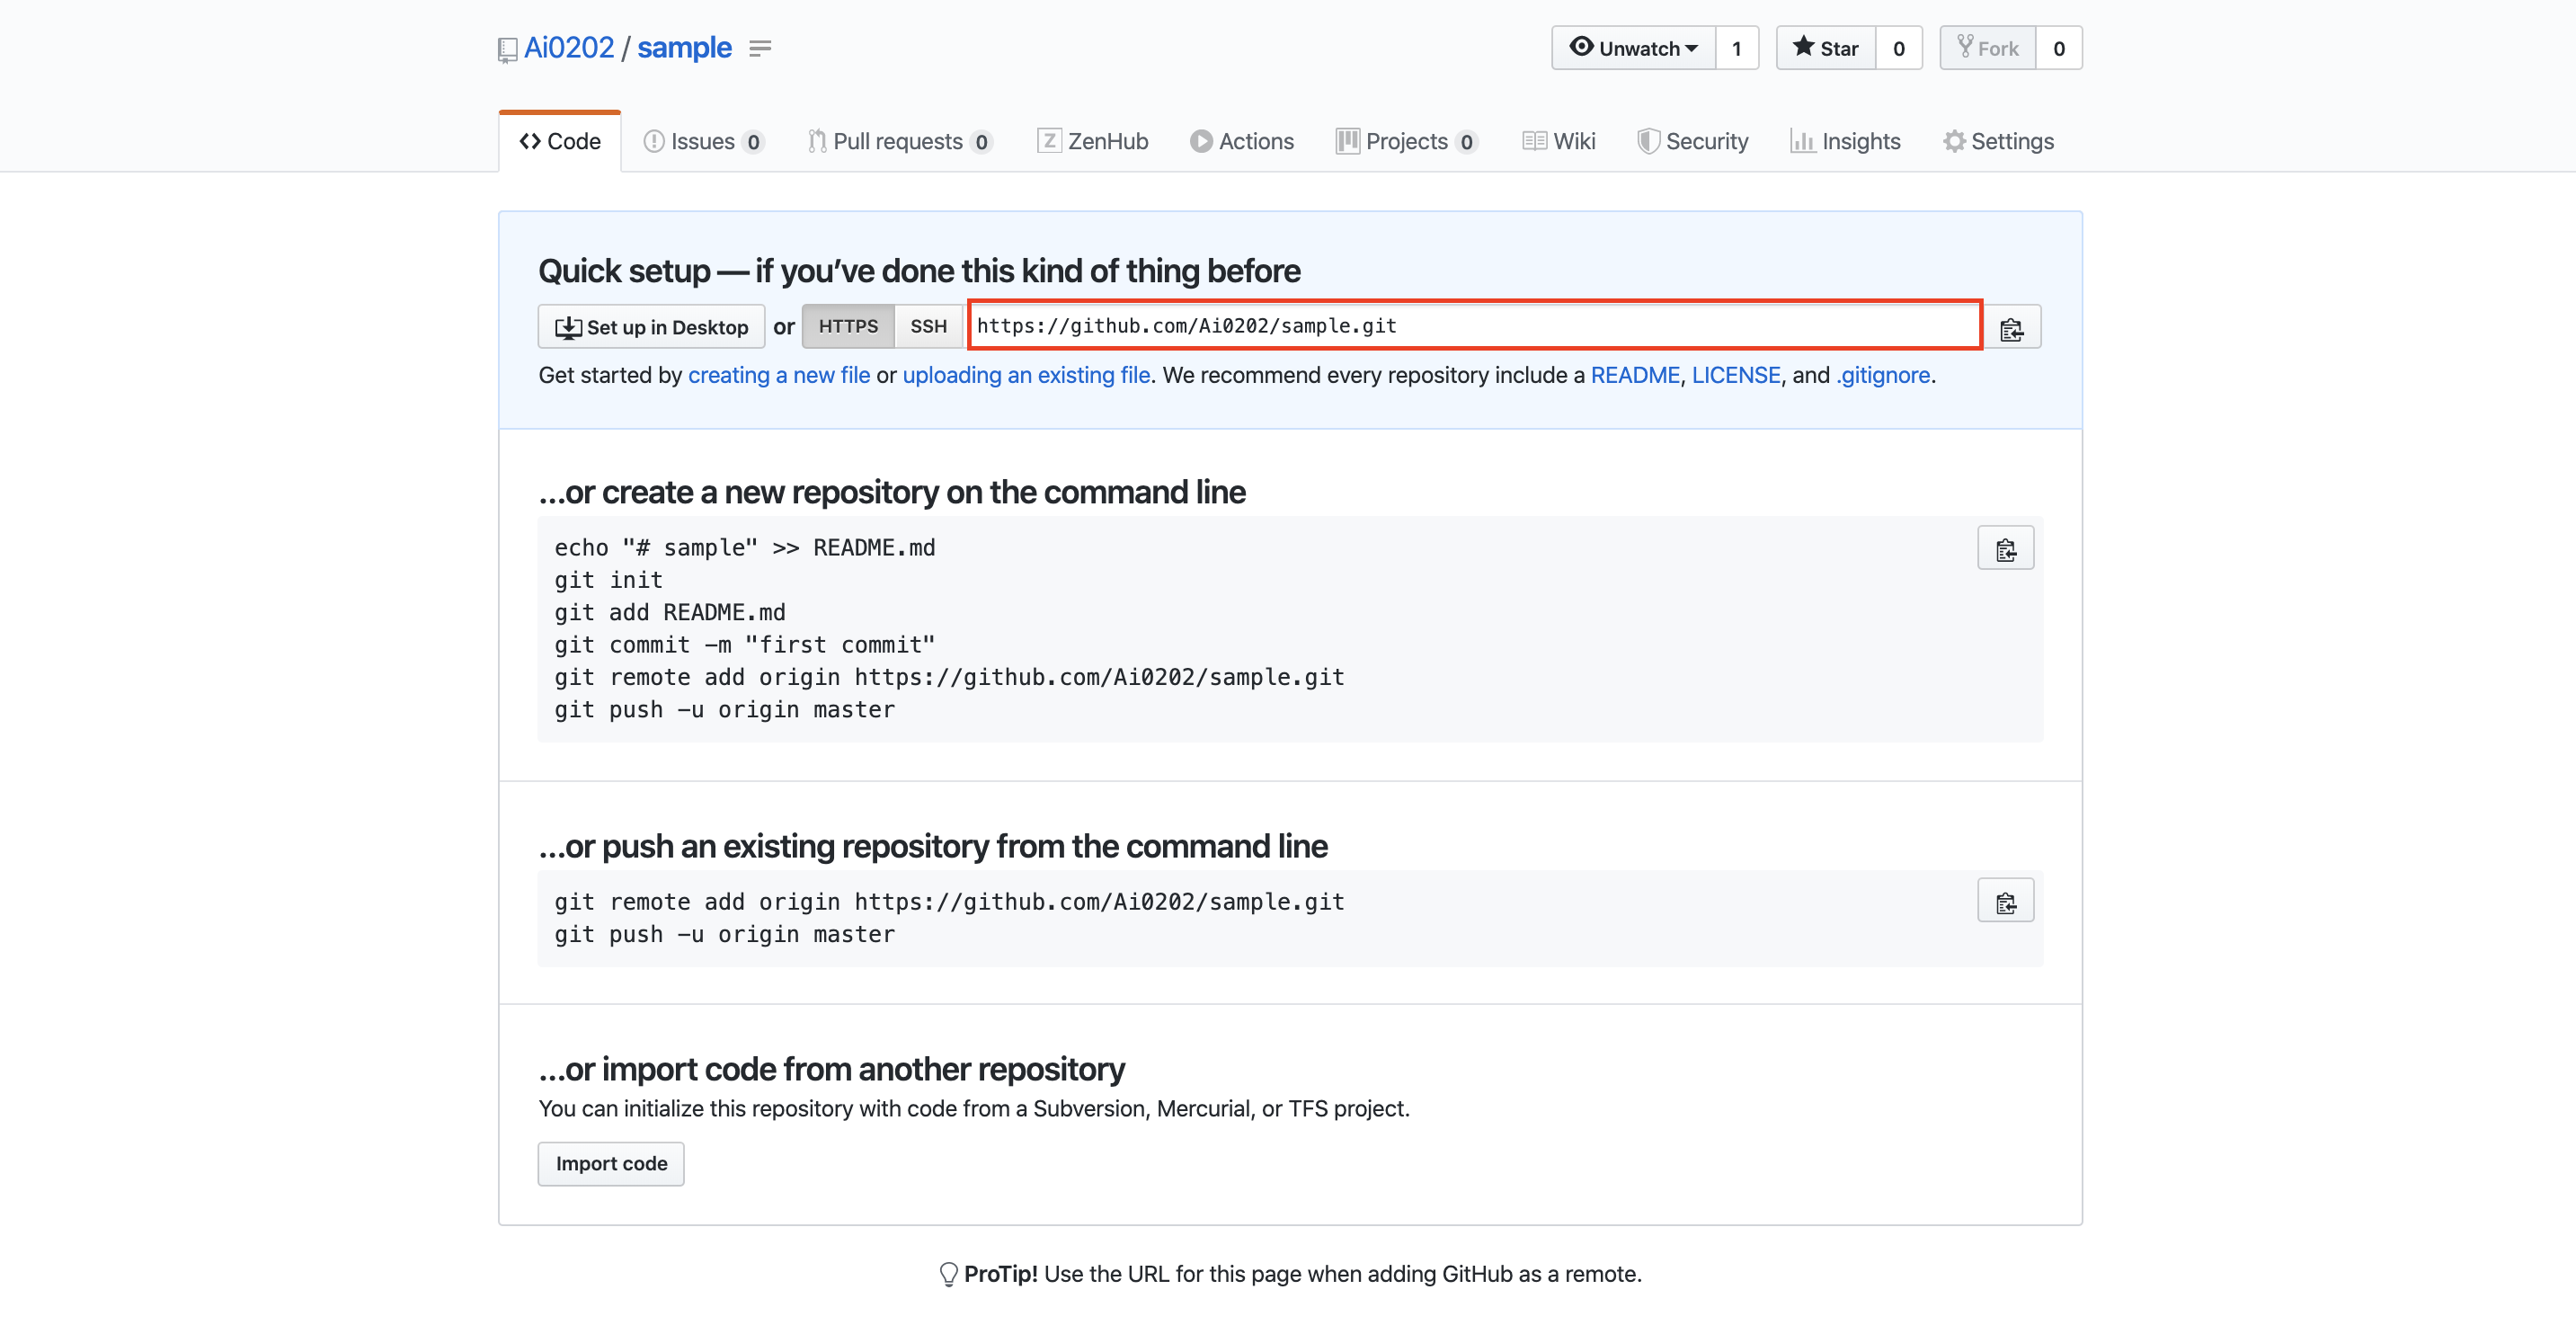 Ai0202 / sample
Unwatch 1 Star 0 Fork 0
Code Issues 0 Pull requests 0 ZenHub Actions Projects 0 Wiki Security Insights Settings
Quick setup — if you’ve done this kind of thing before
Set up in Desktop or HTTPS SSH https://github.com/Ai0202/sample.git
Get started by creating a new file or uploading an existing file. We recommend every repository include a README, LICENSE, and .gitignore.
…or create a new repository on the command line
echo "# sample" >> README.md
git init
git add README.md
git commit -m "first commit"
git remote add origin https://github.com/Ai0202/sample.git
git push -u origin master
…or push an existing repository from the command line
git remote add origin https://github.com/Ai0202/sample.git
git push -u origin master
…or import code from another repository
You can initialize this repository with code from a Subversion, Mercurial, or TFS project.
Import code
ProTip! Use the URL for this page when adding GitHub as a remote.